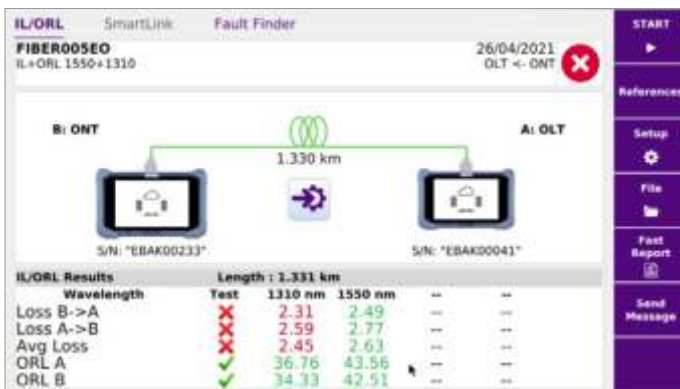 IL/ORL SmartLink Fault Finder
START
FIBER005EO
IL+ORL 1550+1310
26/04/2021
OLT <- ONT
References
B: ONT
A: OLT
Setup
1.330 km
File
S/N: "EBAK00233"
S/N: "EBAK00041"
Fast
Report
IL/ORL Results Length : 1.331 km
Wavelength Test 1310 nm 1550 nm -- --
Loss B->A 2.31 2.49 -- --
Send
Message
Loss A->B 2.59 2.77 -- --
Avg Loss 2.45 2.63 -- --
ORL A 36.76 43.56 -- --
ORL B 34.33 42.51 -- --